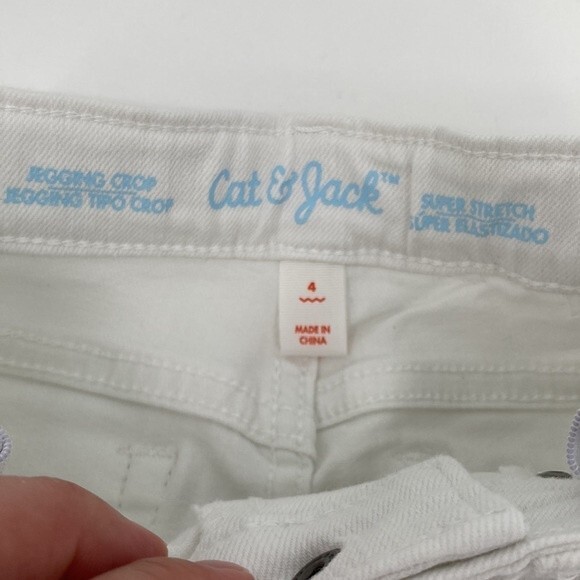 JEGGING CROP
JEGGING TIPO CROP
Cat & Jack™
SUPER STRETCH
SÚPER ELASTIZADO
4
MADE IN
CHINA